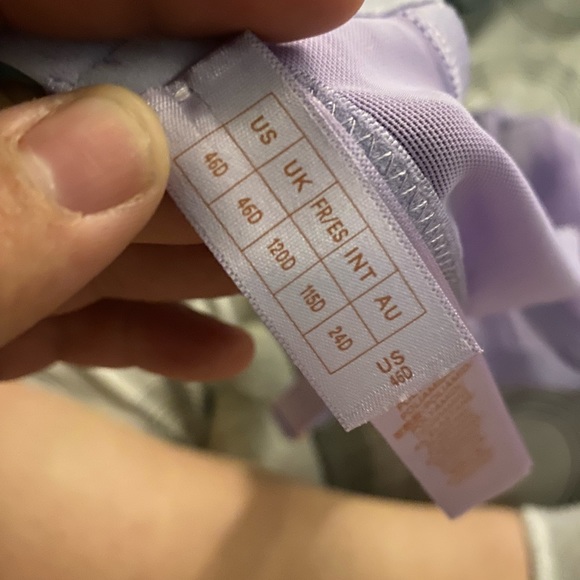 US UK FR/ES INT AU
46D 46D 120D 115D 24D
US
46D